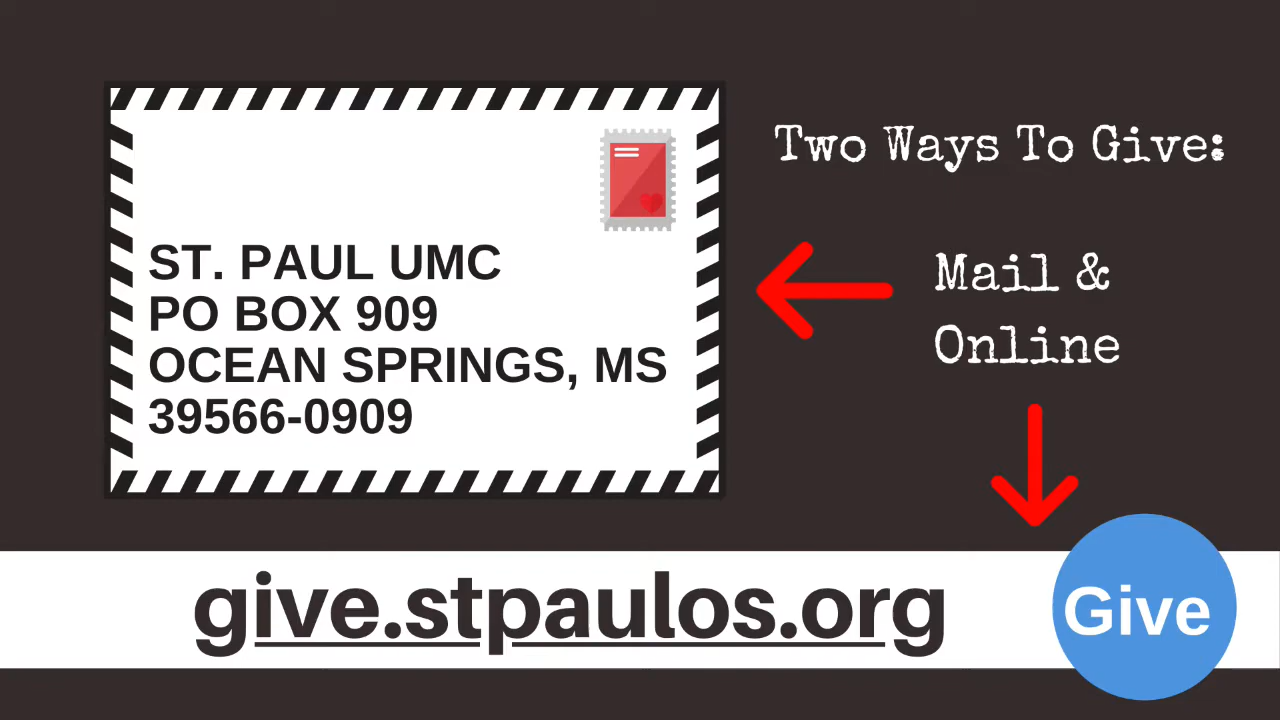 Two Ways To Give:
ST. PAUL UMC
PO BOX 909
OCEAN SPRINGS, MS
39566-0909
Mail &
Online
give.stpaulos.org
Give